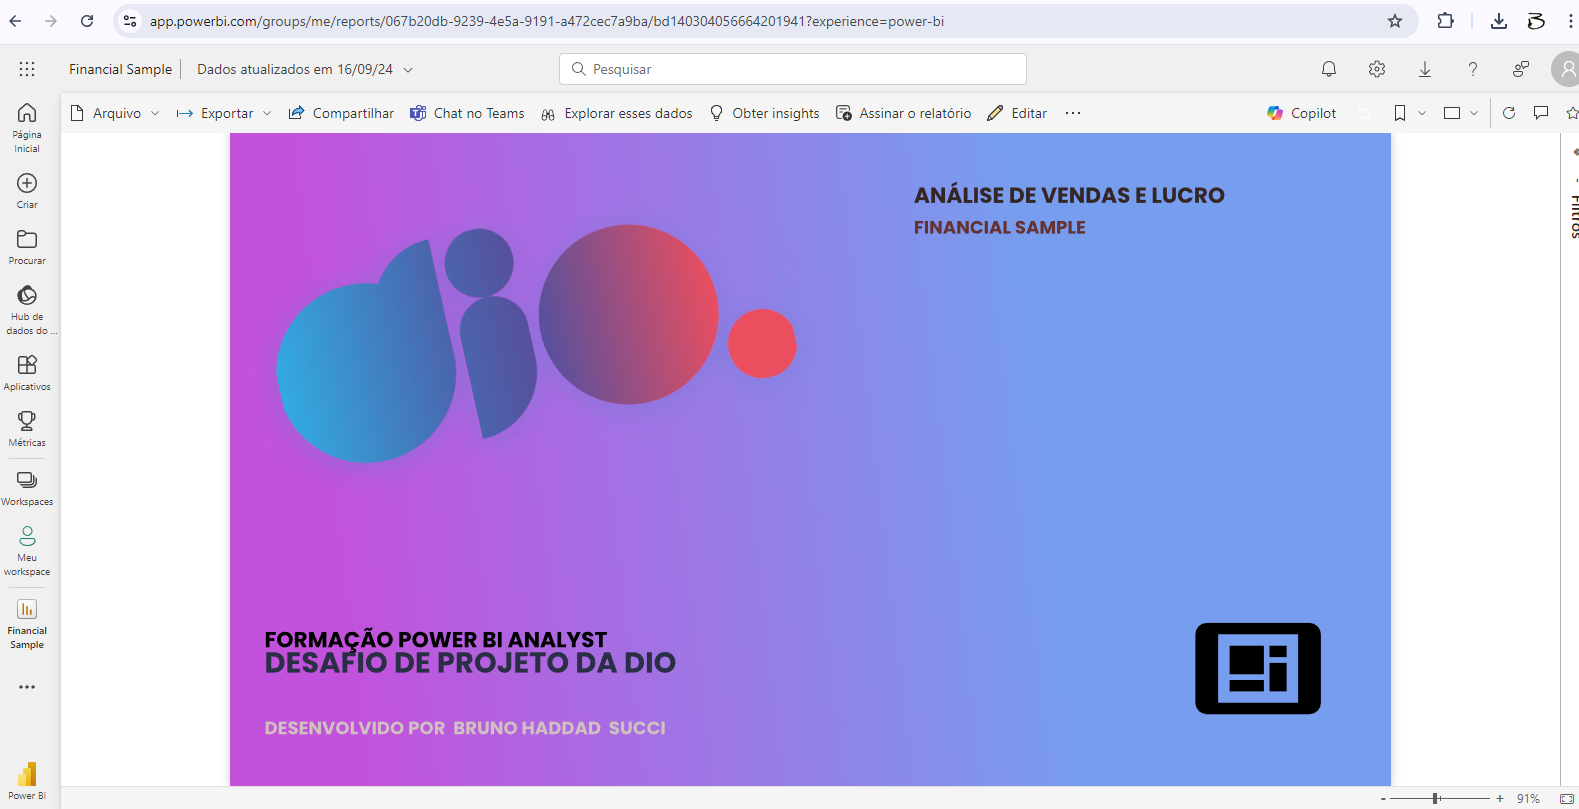 app.powerbi.com/groups/me/reports/067b20db-9239-4e5a-9191-a472cec7a9ba/bd140304056664201941?experience=power-bi
Financial Sample
Dados atualizados em 16/09/24
Pesquisar
Arquivo
Exportar
Compartilhar
Chat no Teams
Explorar esses dados
Obter insights
Assinar o relatório
Editar
Copilot
Página
Inicial
Criar
Procurar
Hub de
dados do ...
Aplicativos
Métricas
Workspaces
Meu
workspace
Financial
Sample
Power BI
dio.
ANÁLISE DE VENDAS E LUCRO
FINANCIAL SAMPLE
FORMAÇÃO POWER BI ANALYST
DESAFIO DE PROJETO DA DIO
DESENVOLVIDO POR BRUNO HADDAD SUCCI
Filtros
- + 91%